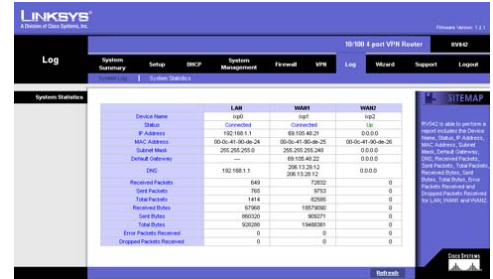 LINKSYS®
A Division of Cisco Systems, Inc.
Firmware Version: 1.2.1
10/100 4-port VPN Router
RV042
Log
System Summary
Setup
DHCP
System Management
Firewall
VPN
Log
Wizard
Support
Logout
System Log | System Statistics
System Statistics
LAN WAN1 WAN2
Device Name ixp0 ixp1 ixp2
Status Connected Connected Up
IP Address 192.168.1.1 69.105.40.21 0.0.0.0
MAC Address 00-0c-41-90-de-24 00-0c-41-90-de-25 00-0c-41-90-de-26
Subnet Mask 255.255.255.0 255.255.255.248 0.0.0.0
Default Gateway --- 69.105.40.22 0.0.0.0
DNS 192.168.1.1 206.13.29.12 206.13.28.12 0.0.0.0
Received Packets 649 72832 0
Sent Packets 765 9753 0
Total Packets 1414 82585 0
Received Bytes 67968 0
Sent Bytes 860320 909271 0
Total Bytes 928288 0
Error Packets Received 0 0 0
Dropped Packets Received 0 0 0
SITEMAP
RV042 is able to perform a
report includes the Device
Name, Status, IP Address,
MAC Address, Subnet
Mask, Default Gateway,
DNS, Received Packets,
Sent Packets, Total Packets,
Received Bytes, Sent
Bytes, Total Bytes, Error
Packets Received and
Dropped Packets Received
for LAN, WAN1 and WAN2.
Refresh
CISCO SYSTEMS